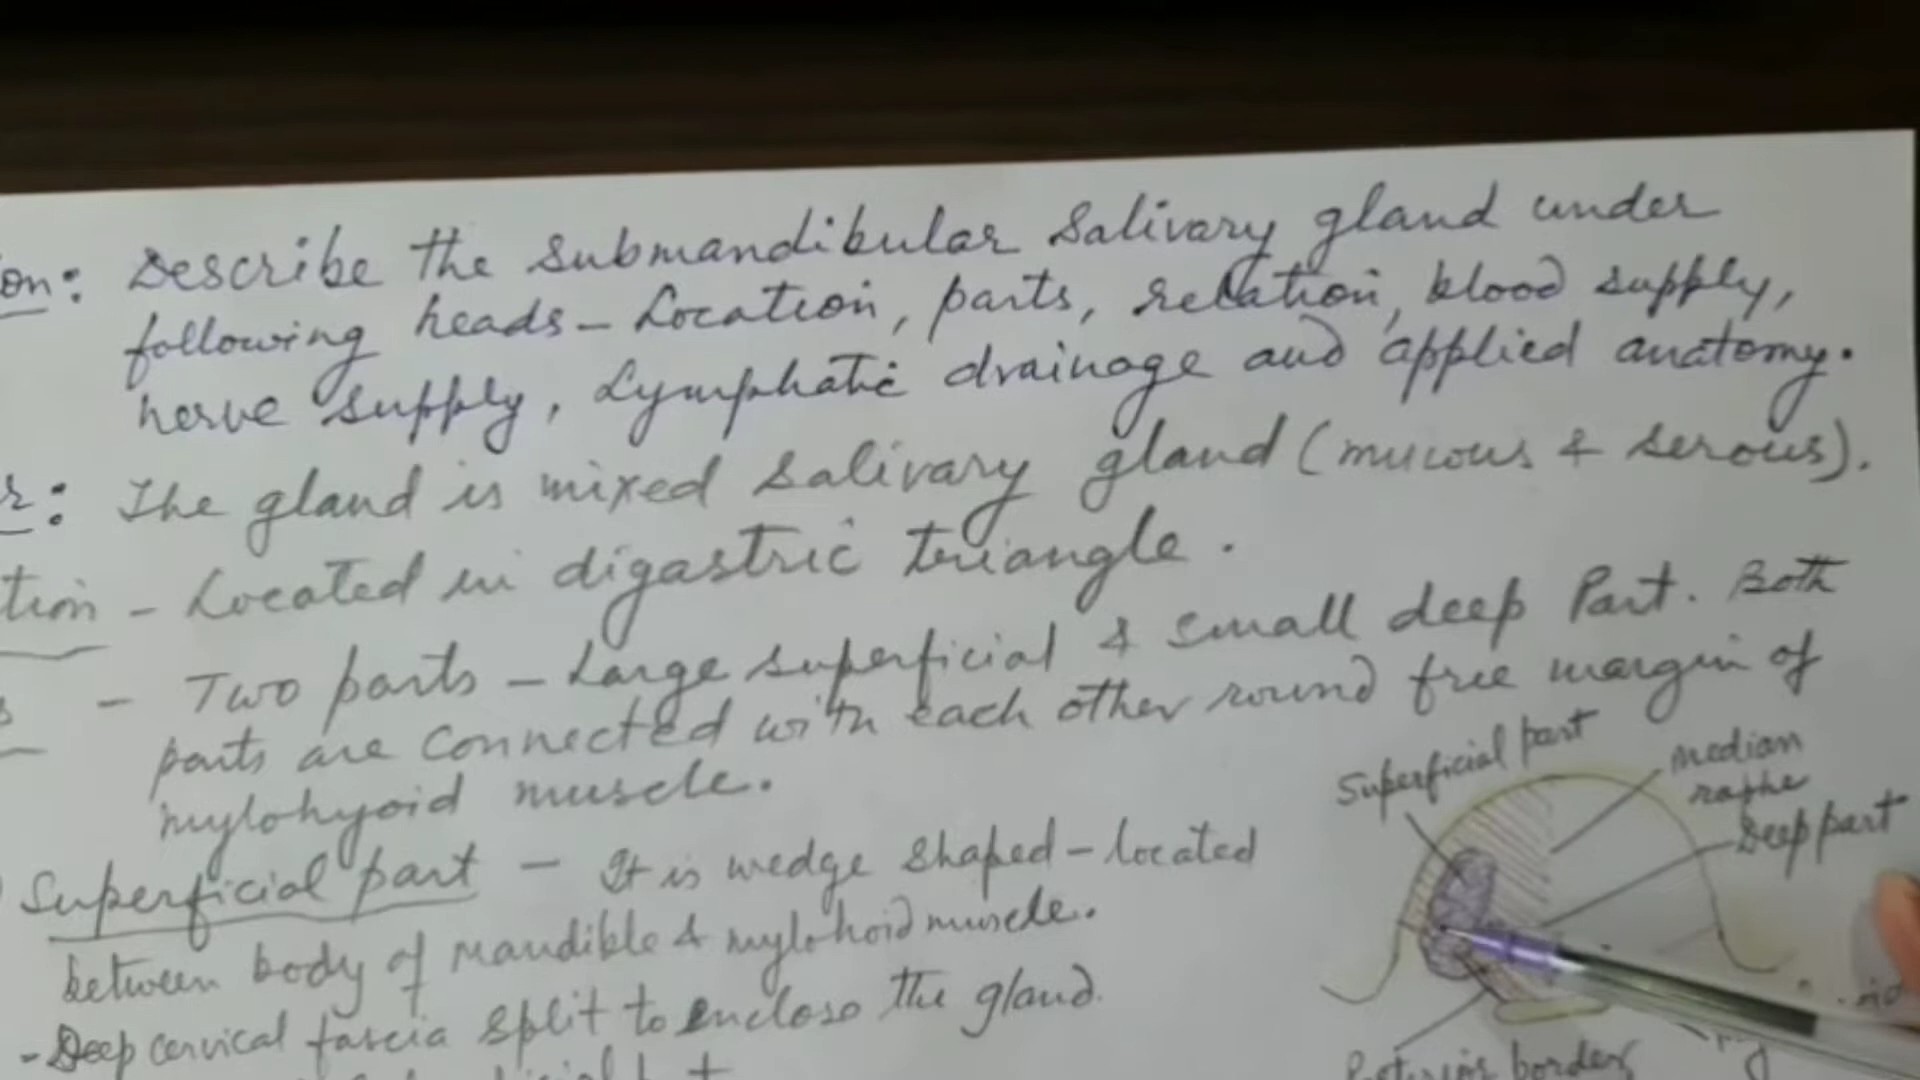 on: Describe the submandibular salivary gland under
following heads - Location, parts, relation, blood supply,
nerve supply, Lymphatic drainage and applied anatomy.
r: The gland is mixed salivary gland (mucous & serous).
tion - Located in digastric triangle.
s - Two parts - Large superficial & small deep Part. Both
parts are connected with each other round free margin of
mylohyoid muscle.
Superficial part - It is wedge shaped - located
between body of mandible & mylohoid muscle.
- Deep cervical fascia split to enclose the gland.
Superficial part
median
raphe
Deep part
Posterior border